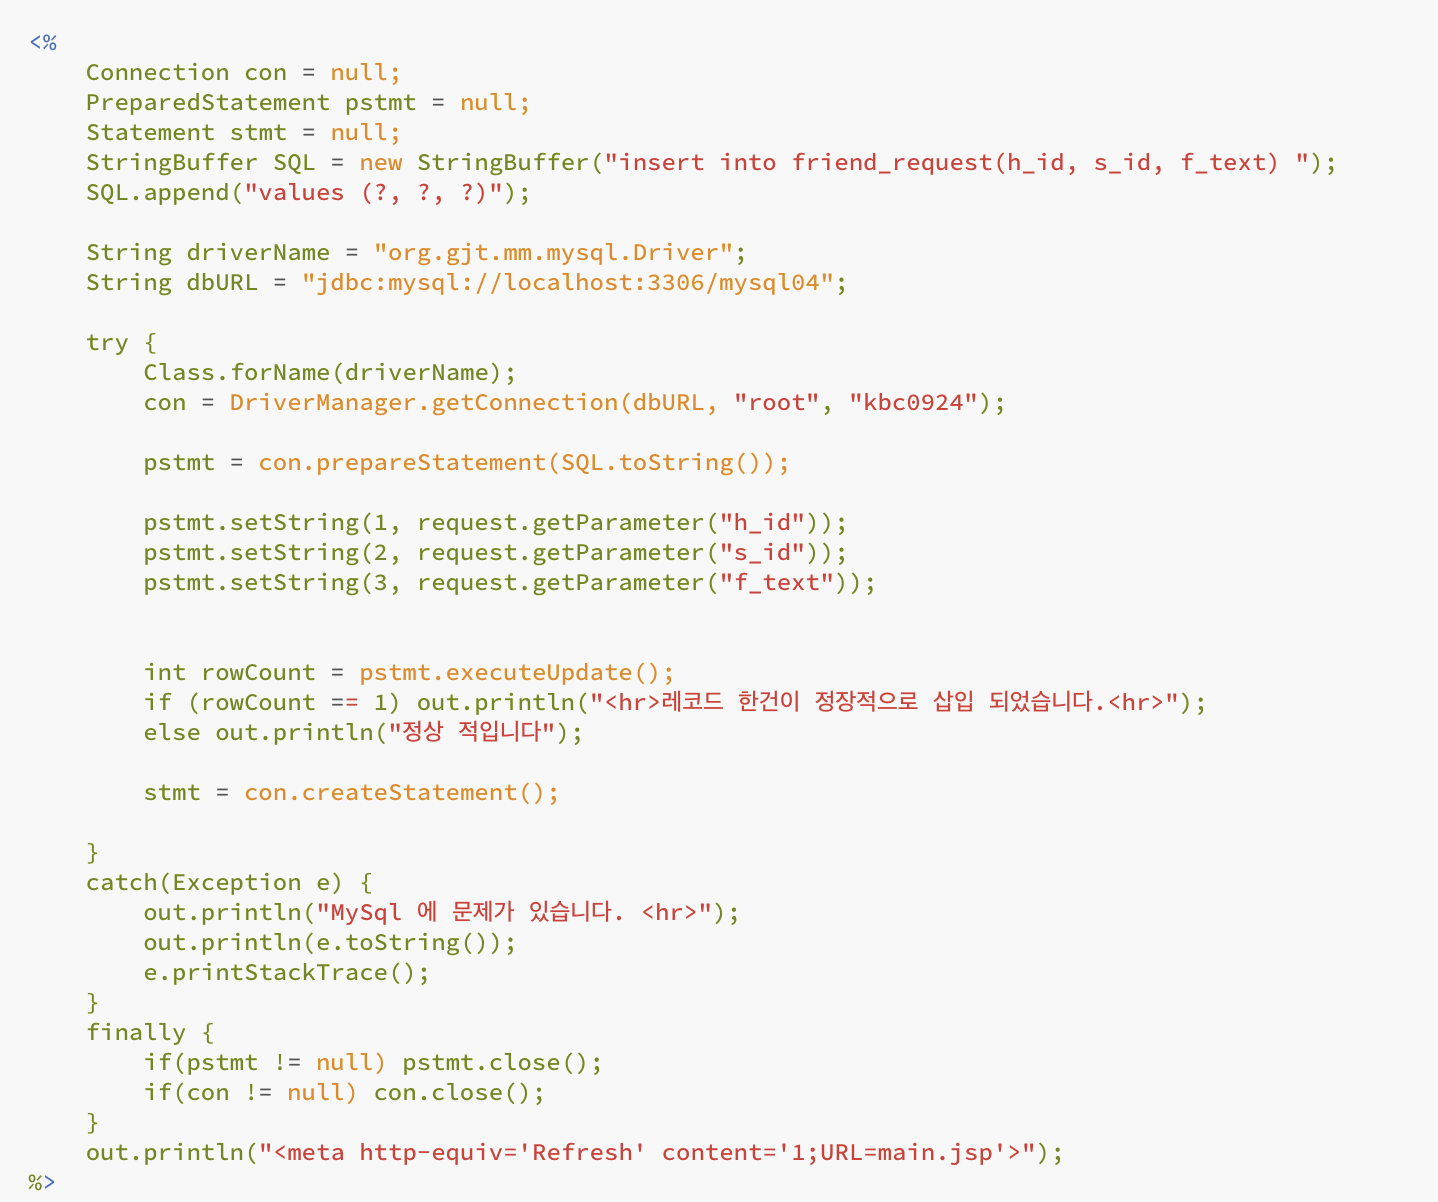 <%
Connection con = null;
PreparedStatement pstmt = null;
Statement stmt = null;
StringBuffer SQL = new StringBuffer("insert into friend_request(h_id, s_id, f_text) ");
SQL.append("values (?, ?, ?)");
String driverName = "org.gjt.mm.mysql.Driver";
String dbURL = "jdbc:mysql://localhost:3306/mysql04";
try {
Class.forName(driverName);
con = DriverManager.getConnection(dbURL, "root", "kbc0924");
pstmt = con.prepareStatement(SQL.toString());
pstmt.setString(1, request.getParameter("h_id"));
pstmt.setString(2, request.getParameter("s_id"));
pstmt.setString(3, request.getParameter("f_text"));
int rowCount = pstmt.executeUpdate();
if (rowCount == 1) out.println("<hr>레코드 한건이 정장적으로 삽입 되었습니다.<hr>");
else out.println("정상 적입니다");
stmt = con.createStatement();
}
catch(Exception e) {
out.println("MySql 에 문제가 있습니다. <hr>");
out.println(e.toString());
e.printStackTrace();
}
finally {
if(pstmt != null) pstmt.close();
if(con != null) con.close();
}
out.println("<meta http-equiv='Refresh' content='1;URL=main.jsp'>");
%>